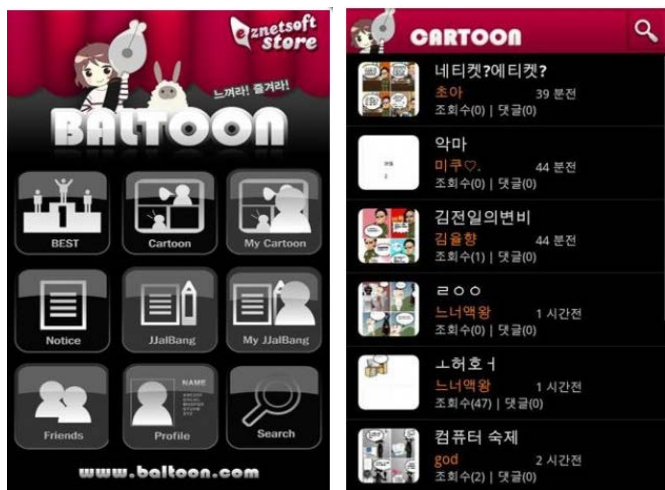 eznetsoft
store
느껴라! 즐겨라!
BALTOON
BEST
Cartoon
My Cartoon
Notice
JJalBang
My JJalBang
Friends
NAME
Profile
Search
www.baltoon.com
CARTOON
네티켓?에티켓?
초아 39 분전
조회수(0) | 댓글(0)
악마
미쿠♡. 44 분전
조회수(0) | 댓글(0)
김전일의변비
김율향 44 분전
조회수(1) | 댓글(0)
ㄹㅇㅇ
느너액왕 1 시간전
조회수(0) | 댓글(0)
ㅗ허호ㅓ
느너액왕 1 시간전
조회수(47) | 댓글(0)
컴퓨터 숙제
god 2 시간전
조회수(2) | 댓글(0)